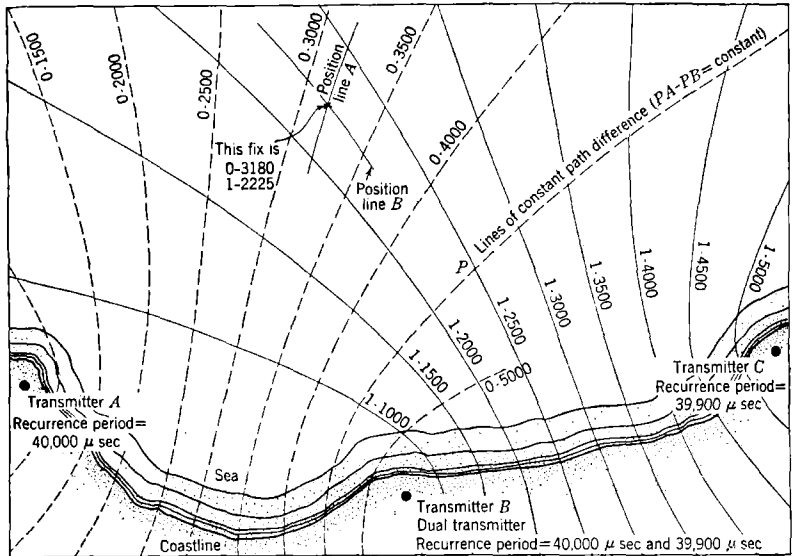 0-1500
0-2000
0-2500
0-3000
0-3500
0-4000
Position
line A
This fix is
0-3180
1-2225
Position
line B
P
Lines of constant path difference (PA-PB=constant)
1-1000
1-1500
1-2000
1-2500
1-3000
1-3500
1-4000
1-4500
1-5000
0-5000
Transmitter A
Recurrence period=
40,000 μ sec
Transmitter C
Recurrence period=
39,900 μ sec
Sea
Coastline
Transmitter B
Dual transmitter
Recurrence period=40,000 μ sec and 39,900 μ sec